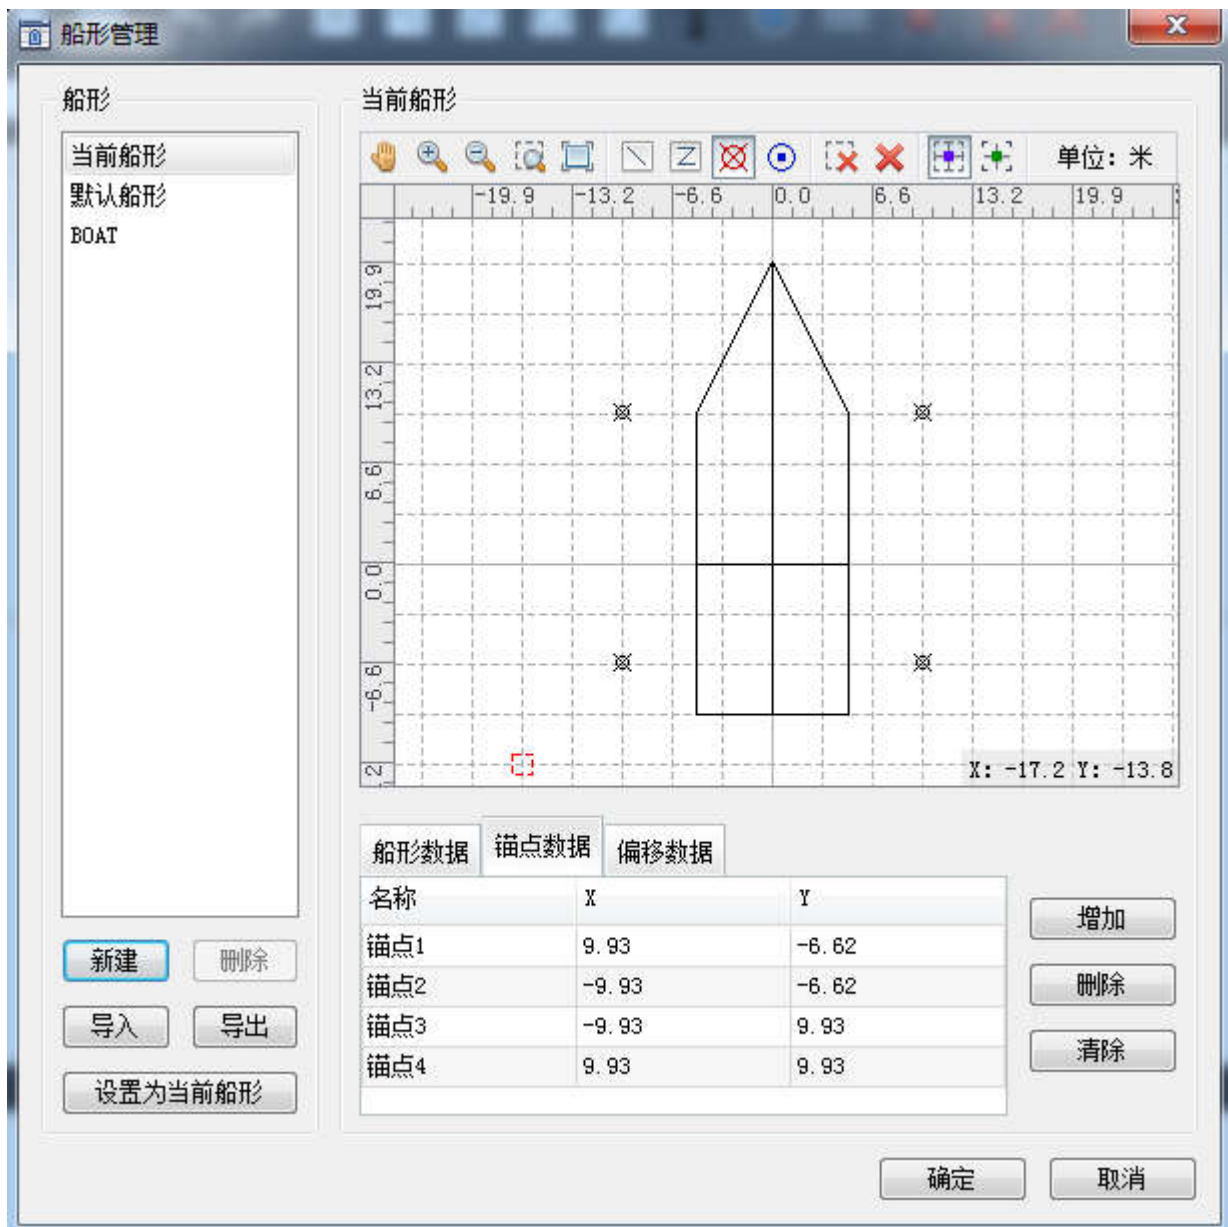 船形管理
船形
当前船形
默认船形
BOAT
新建
删除
导入
导出
设置为当前船形
当前船形
单位: 米
-19.9 -13.2 -6.6 0.0 6.6 13.2 19.9
19.9
13.2
6.6
0.0
-6.6
X: -17.2 Y: -13.8
船形数据 锚点数据 偏移数据
名称 X Y
锚点1 9.93 -6.62
锚点2 -9.93 -6.62
锚点3 -9.93 9.93
锚点4 9.93 9.93
增加
删除
清除
确定
取消